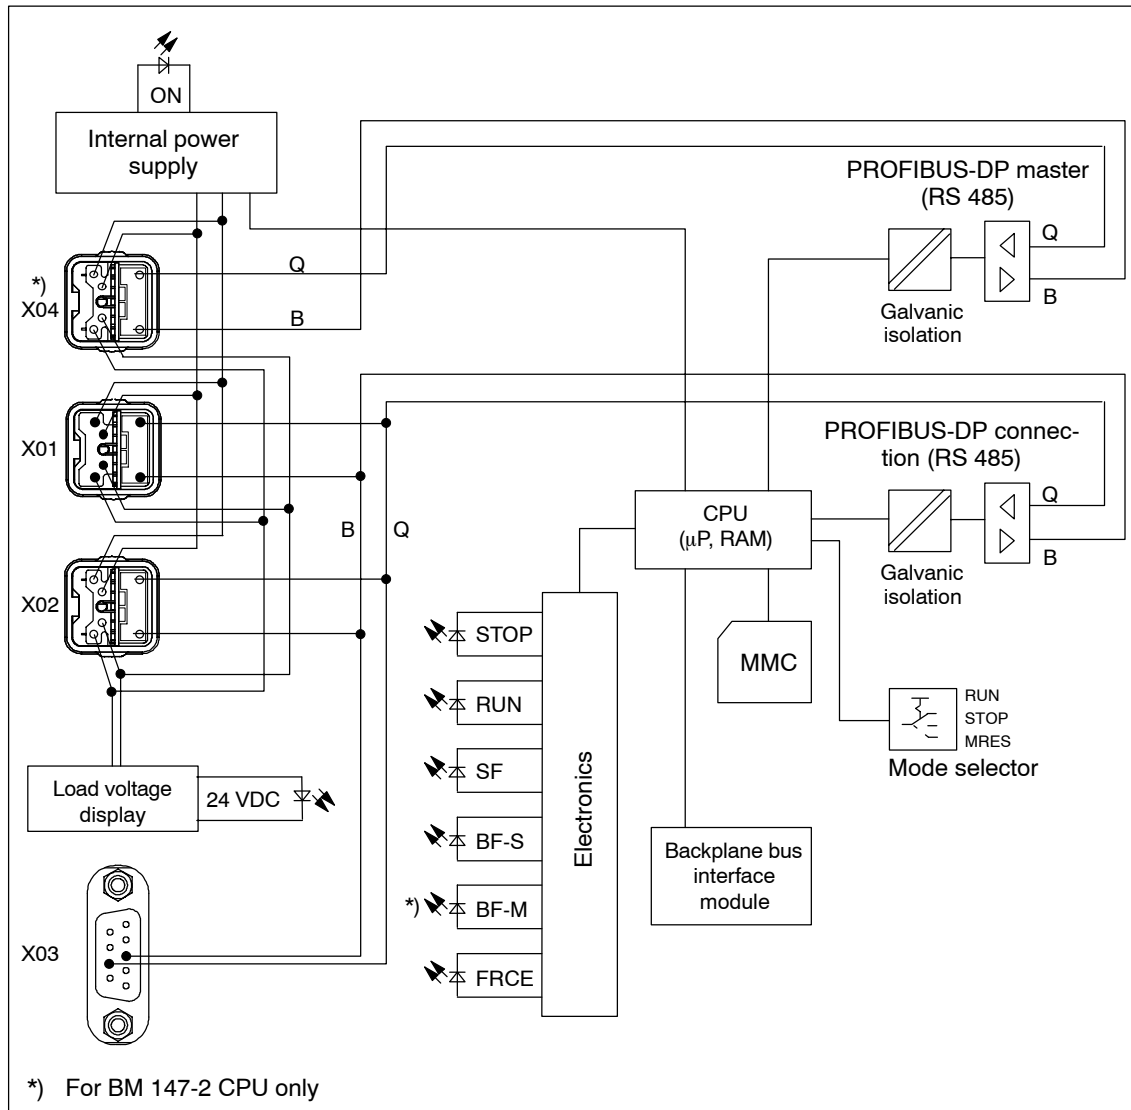 ON
Internal power
supply
PROFIBUS-DP master
(RS 485)
Q
B
Galvanic
isolation
*)
X04
Q
B
X01
PROFIBUS-DP connec-
tion (RS 485)
Q
B
Galvanic
isolation
B
Q
CPU
(µP, RAM)
X02
STOP
RUN
SF
BF-S
*)
BF-M
FRCE
Electronics
MMC
RUN
STOP
MRES
Mode selector
Load voltage
display
24 VDC
Backplane bus
interface
module
X03
*) For BM 147-2 CPU only